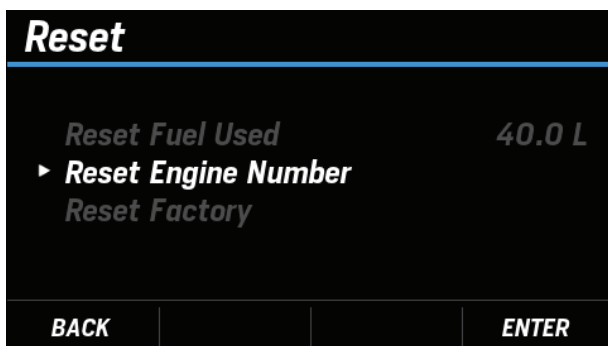 Reset
Reset Fuel Used 40.0 L
Reset Engine Number
Reset Factory
BACK ENTER